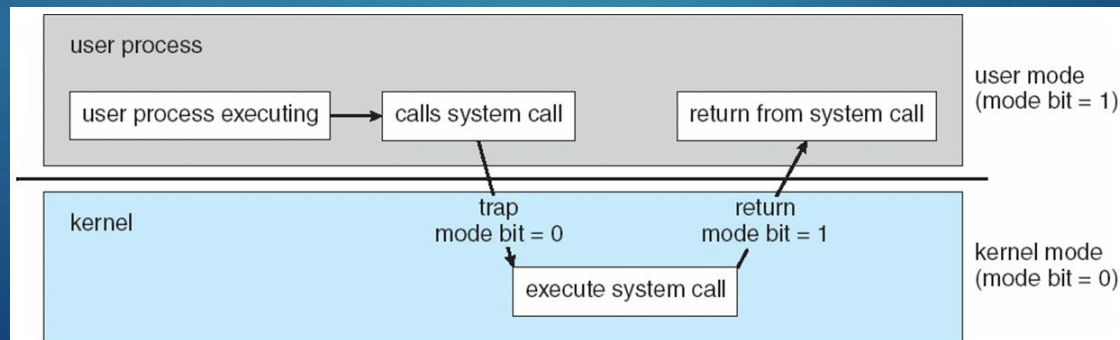 user process
user process executing
calls system call
return from system call
user mode
(mode bit = 1)
kernel
trap
mode bit = 0
return
mode bit = 1
execute system call
kernel mode
(mode bit = 0)